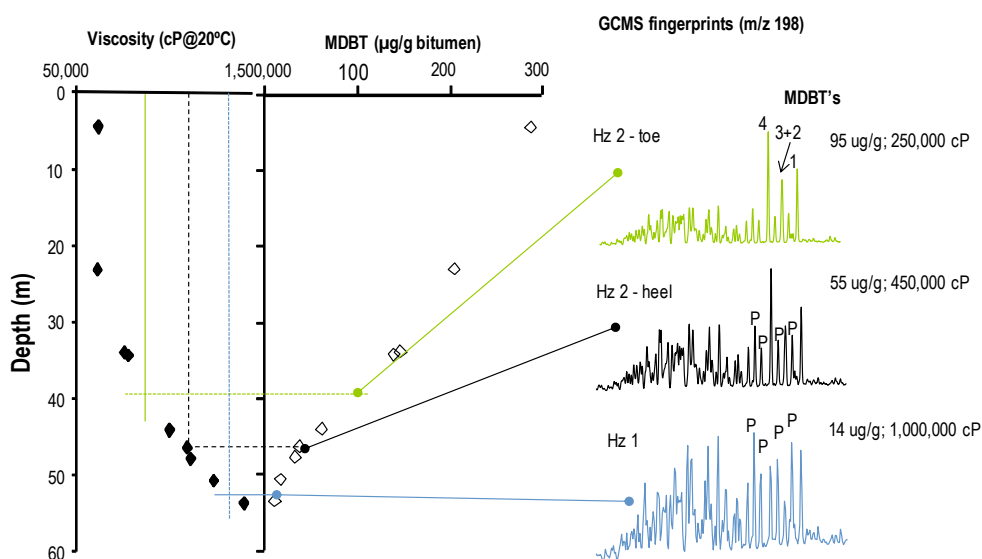 GCMS fingerprints (m/z 198)
Viscosity (cP@20ºC)
MDBT (µg/g bitumen)
50,000
1,500,000
100
200
300
0
10
20
30
40
50
60
Depth (m)
MDBT's
Hz 2 - toe
4
3+2
1
95 ug/g; 250,000 cP
Hz 2 - heel
55 ug/g; 450,000 cP
P
P
P
P
Hz 1
14 ug/g; 1,000,000 cP
P
P
P
P